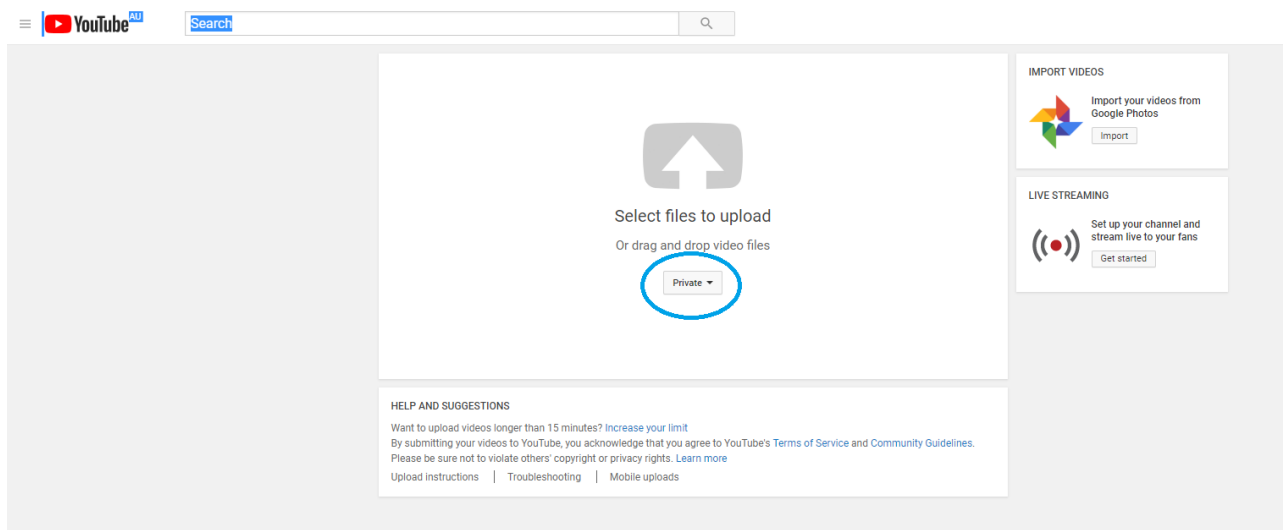 YouTube AU
Search
Select files to upload
Or drag and drop video files
Private
IMPORT VIDEOS
Import your videos from
Google Photos
Import
LIVE STREAMING
Set up your channel and
stream live to your fans
Get started
HELP AND SUGGESTIONS
Want to upload videos longer than 15 minutes? Increase your limit
By submitting your videos to YouTube, you acknowledge that you agree to YouTube's Terms of Service and Community Guidelines.
Please be sure not to violate others' copyright or privacy rights. Learn more
Upload instructions | Troubleshooting | Mobile uploads